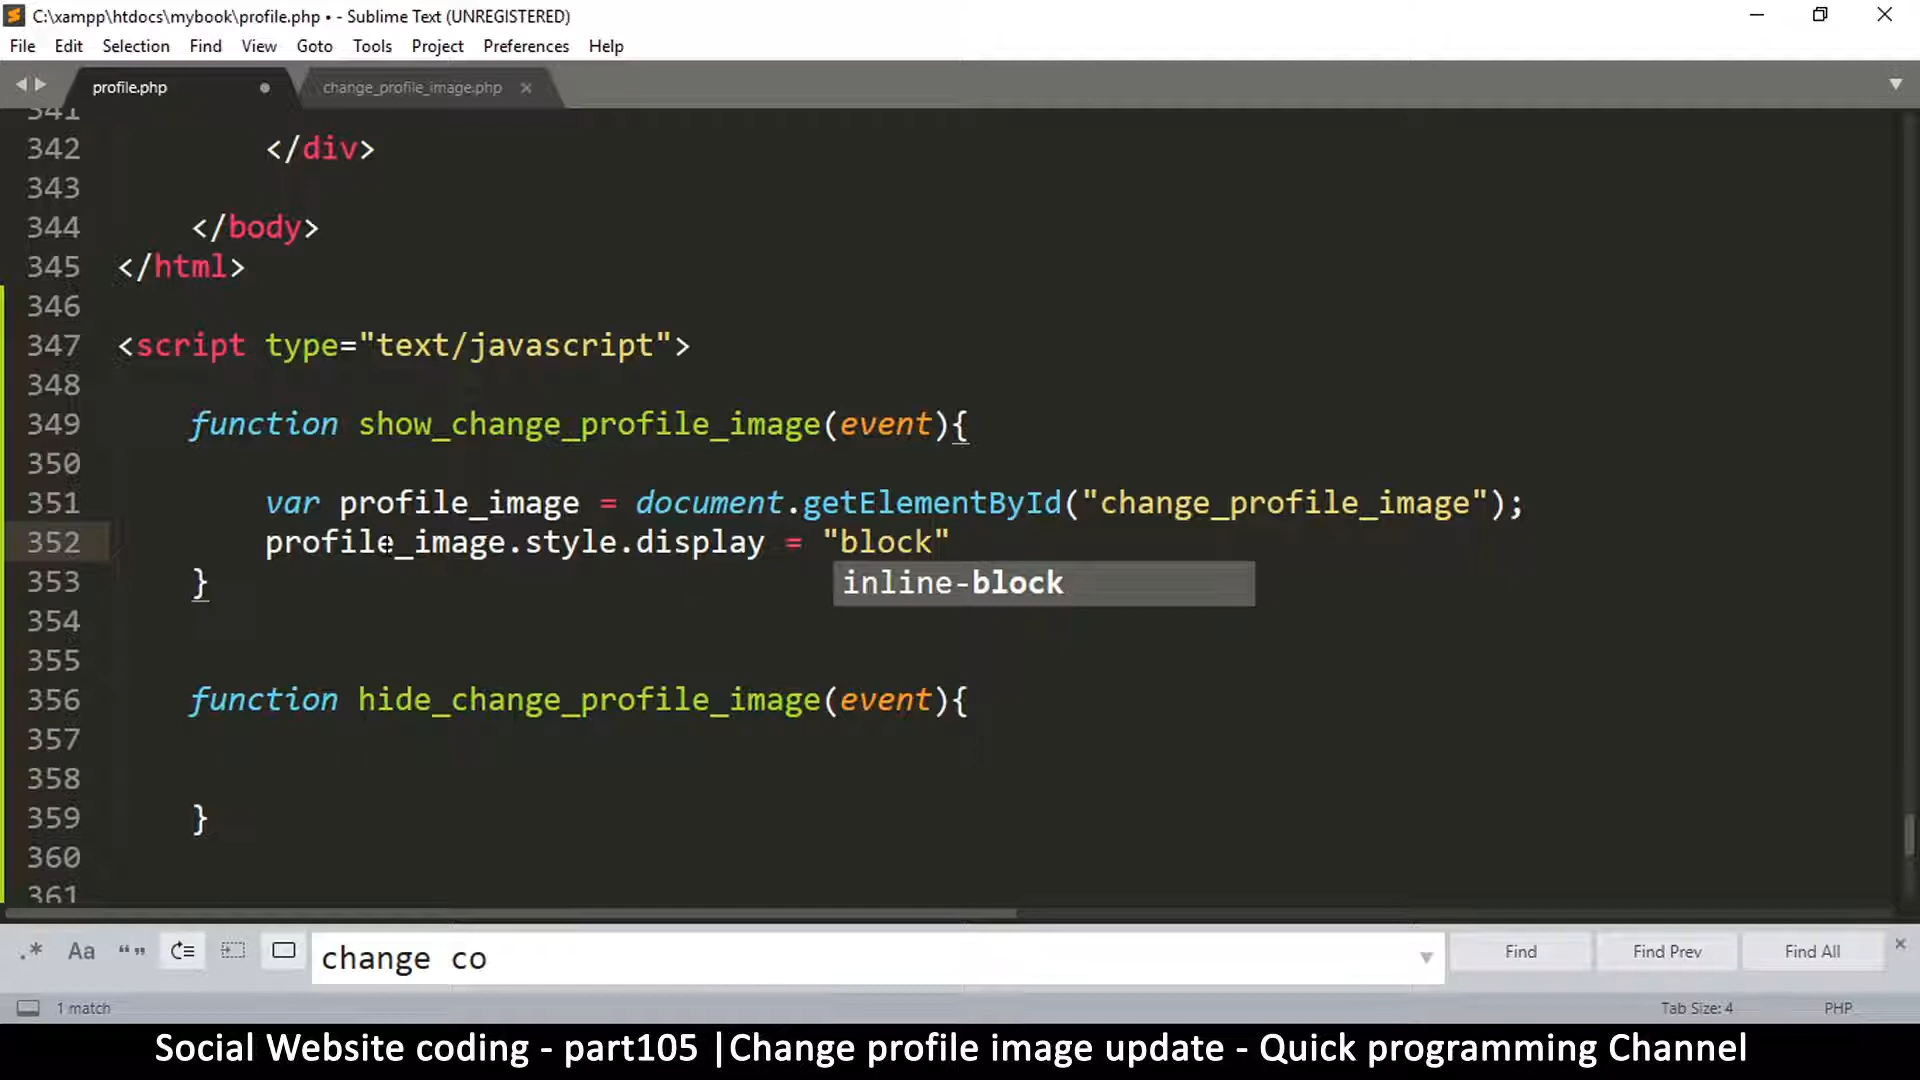 C:\xampp\htdocs\mybook\profile.php • - Sublime Text (UNREGISTERED)
File Edit Selection Find View Goto Tools Project Preferences Help
profile.php change_profile_image.php
341
342 </div>
343
344 </body>
345 </html>
346
347 <script type="text/javascript">
348
349 function show_change_profile_image(event){
350
351 var profile_image = document.getElementById("change_profile_image");
352 profile_image.style.display = "block"
353 }
inline-block
354
355
356 function hide_change_profile_image(event){
357
358
359 }
360
361
.* Aa “” change co Find Find Prev Find All
1 match Tab Size: 4 PHP
Social Website coding - part105 |Change profile image update - Quick programming Channel